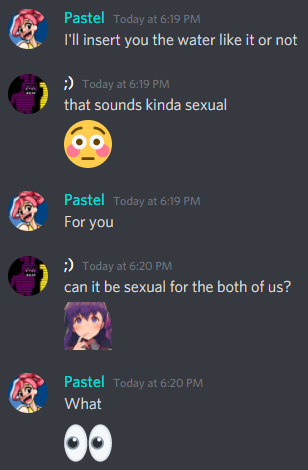 Pastel Today at 6:19 PM
I'll insert you the water like it or not
;) Today at 6:19 PM
that sounds kinda sexual
Pastel Today at 6:19 PM
For you
;) Today at 6:20 PM
can it be sexual for the both of us?
Pastel Today at 6:20 PM
What